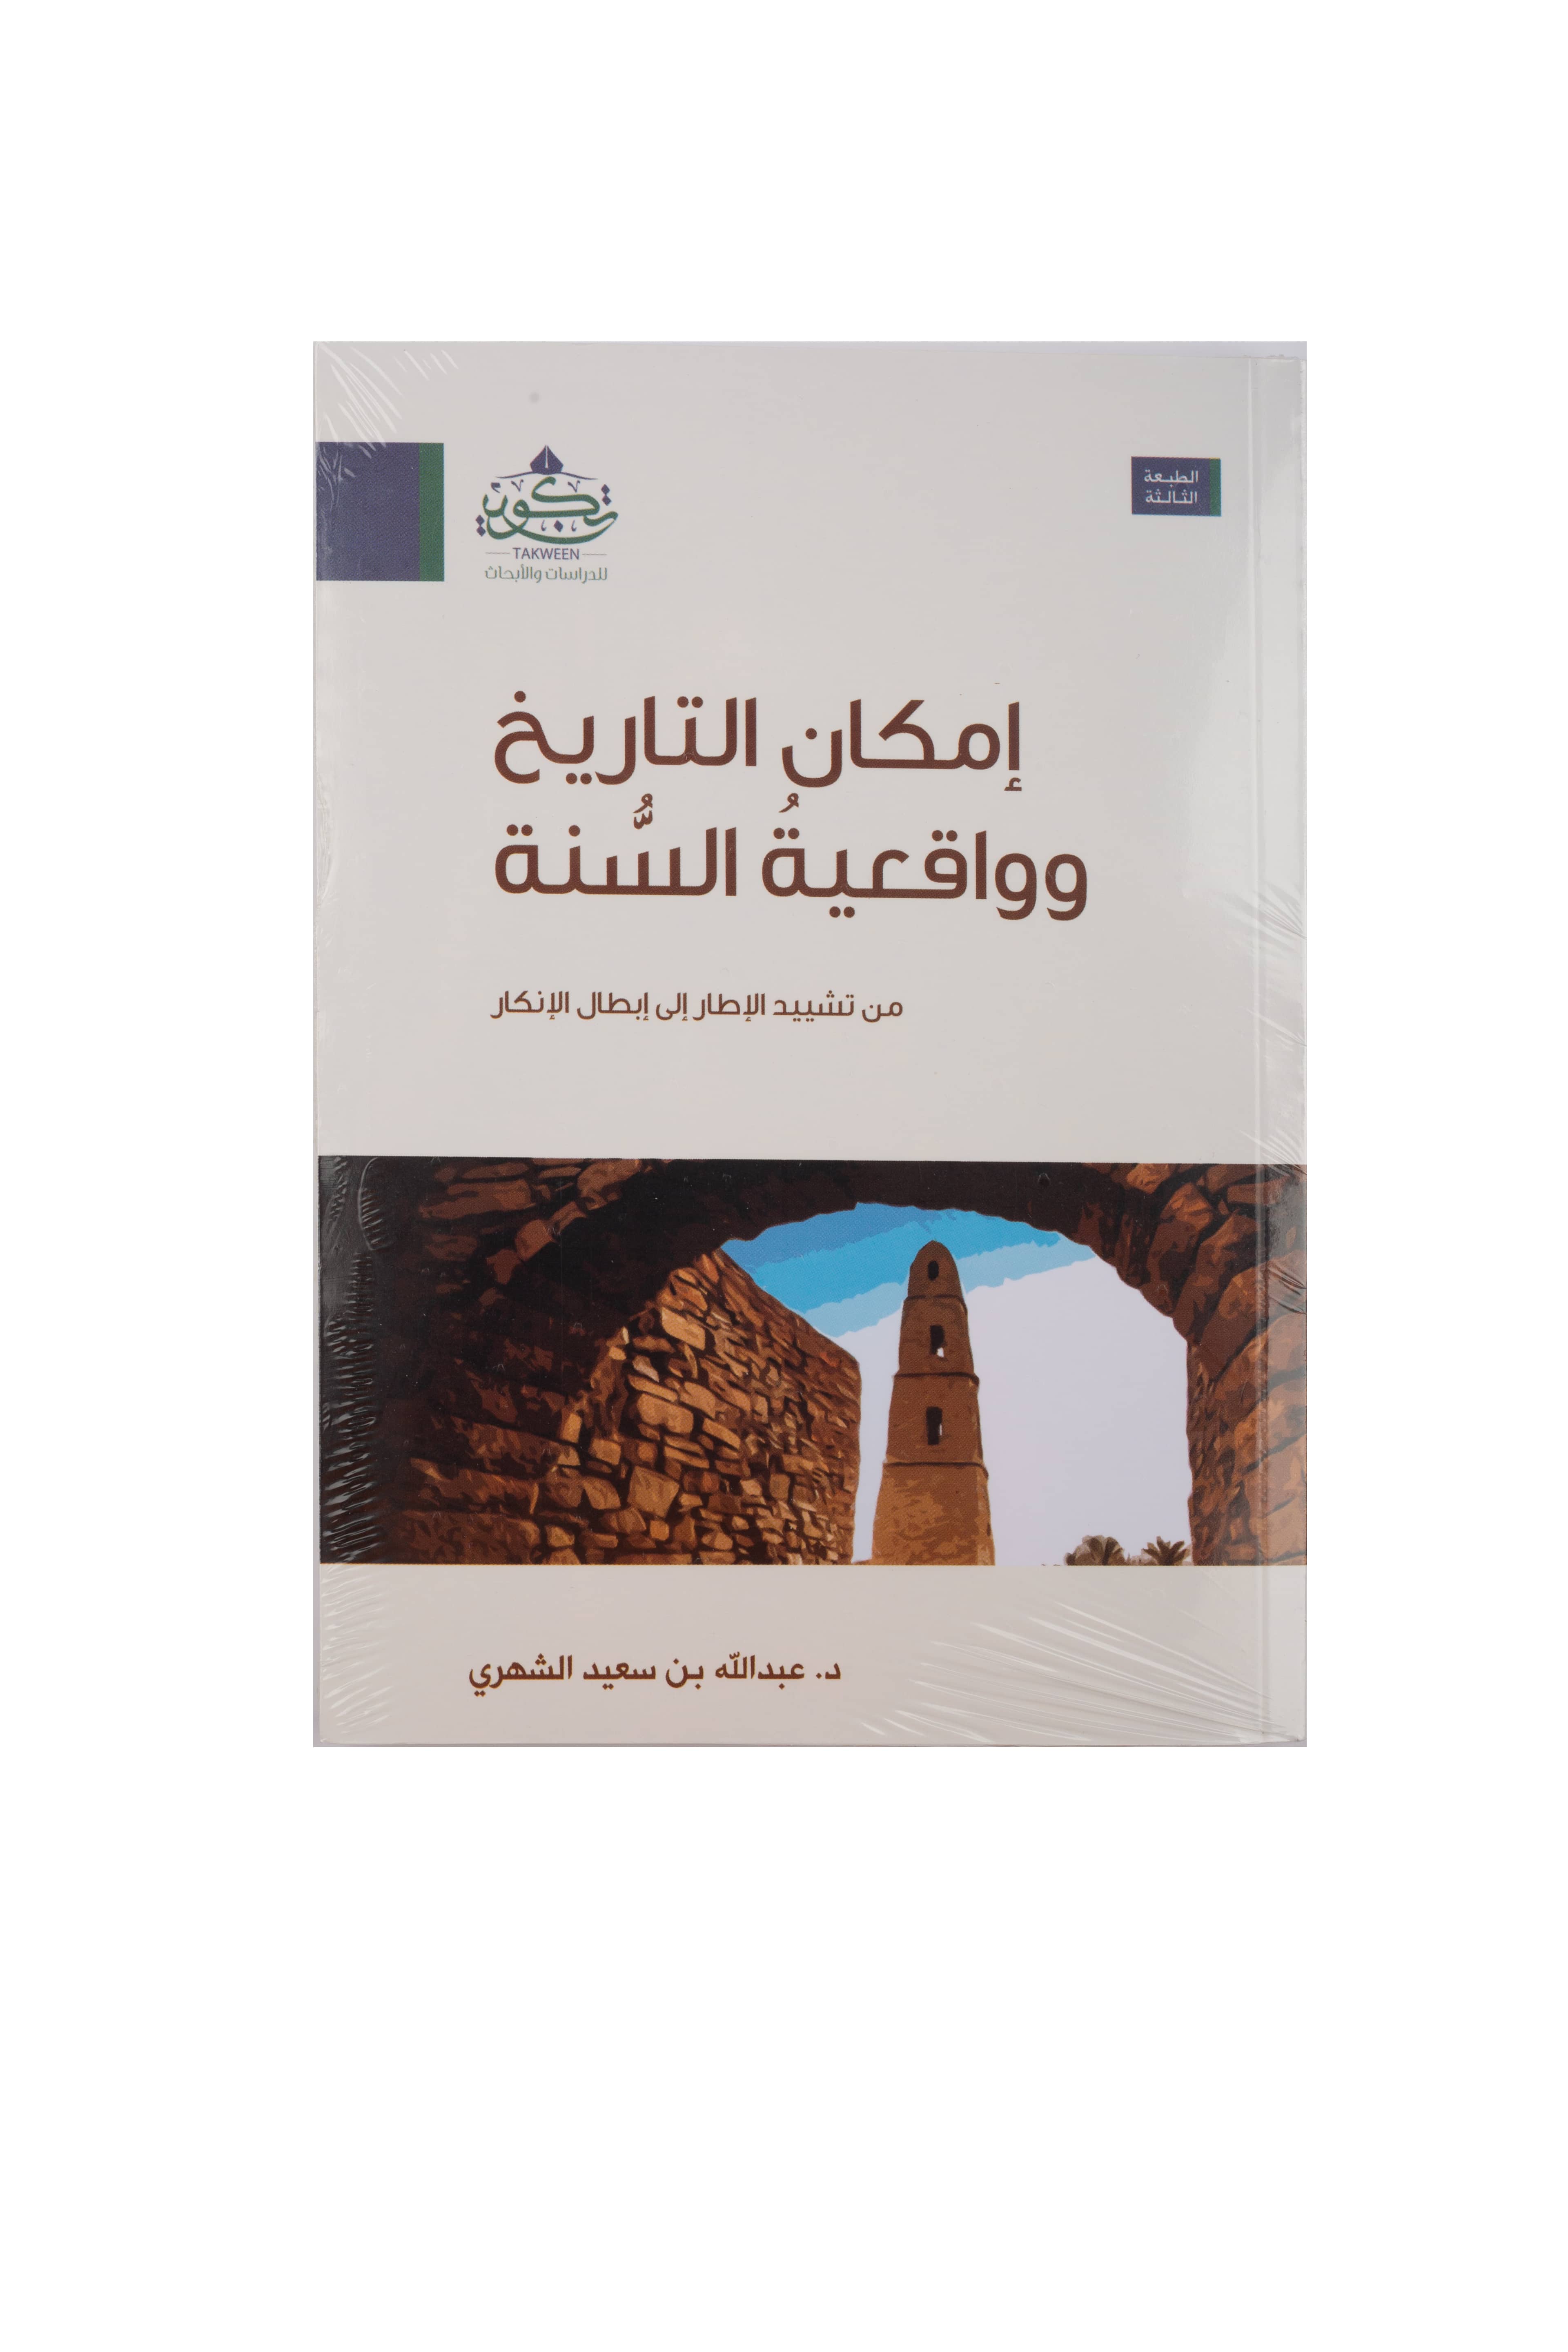 الطبعة
الثالثة
تكوين
TAKWEEN
للدراسات والأبحاث
إمكان التاريخ
وواقعيةُ السُّنة
من تشييد الإطار إلى إبطال الإنكار
د. عبدالله بن سعيد الشهري